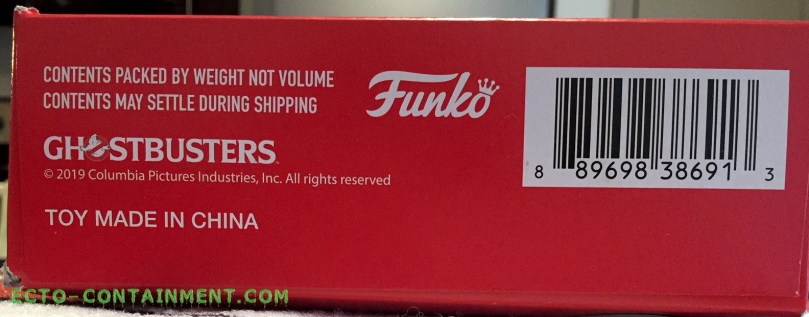 CONTENTS PACKED BY WEIGHT NOT VOLUME
CONTENTS MAY SETTLE DURING SHIPPING
Funko
GHOSTBUSTERS
© 2019 Columbia Pictures Industries, Inc. All rights reserved
TOY MADE IN CHINA
8 89698 38691 3
ECTO-CONTAINMENT.COM